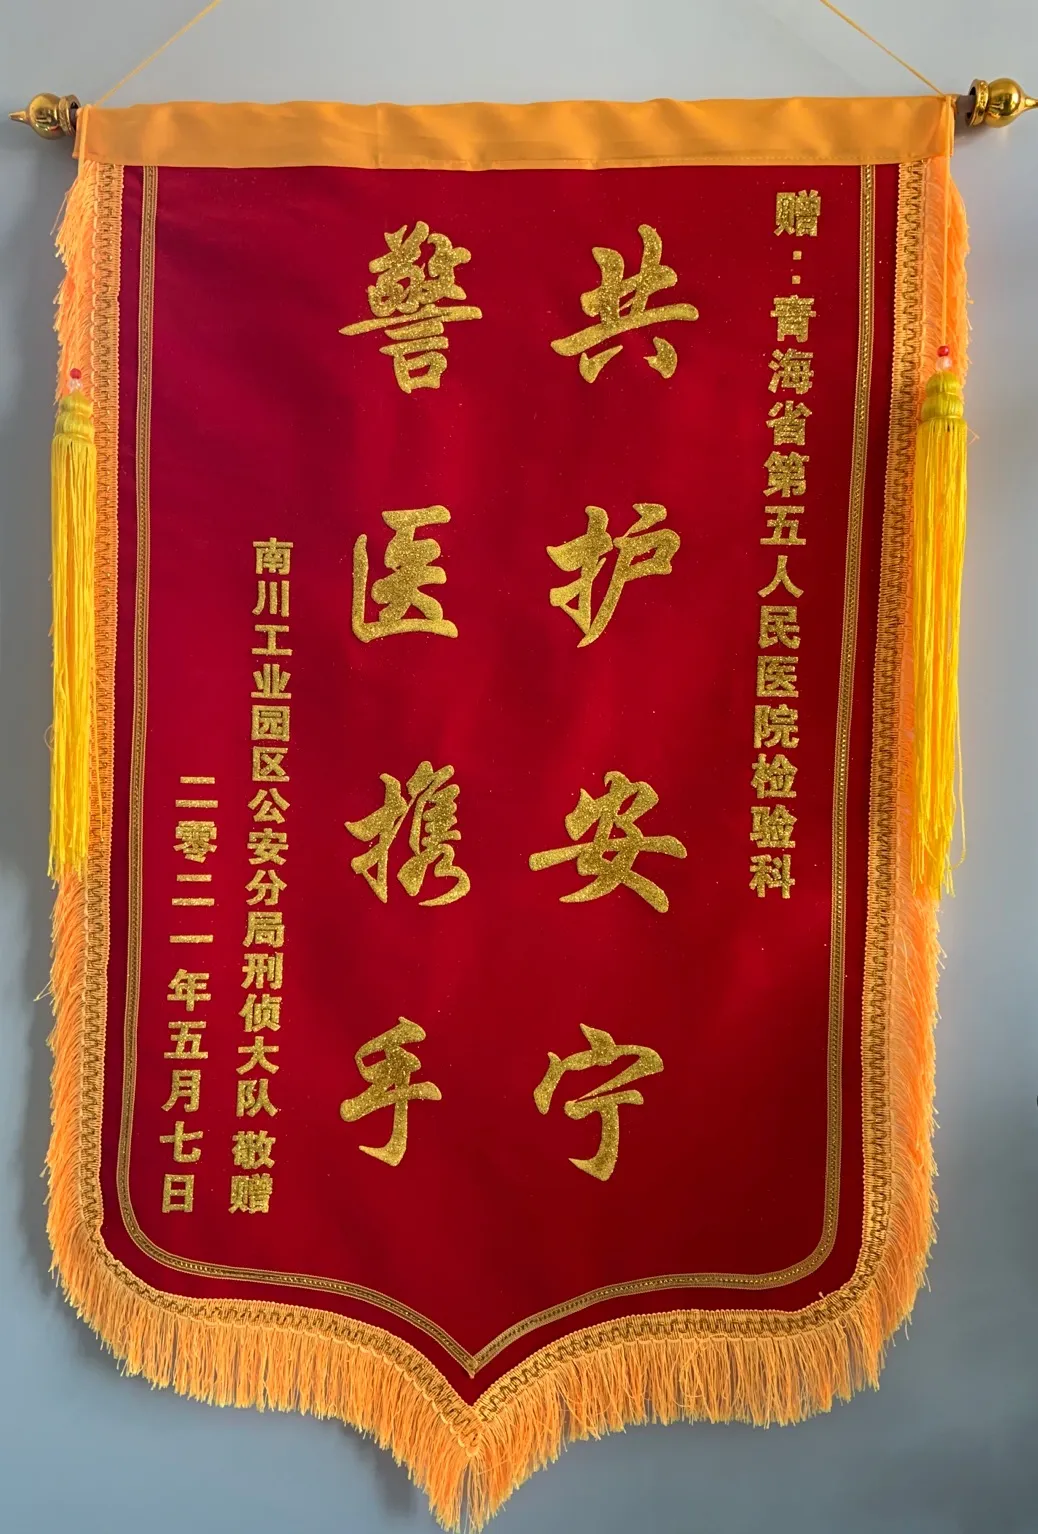 赠：青海省第五人民医院检验科
共护安宁
警医携手
南川工业园区公安分局刑侦大队 敬赠
二零二一年五月七日